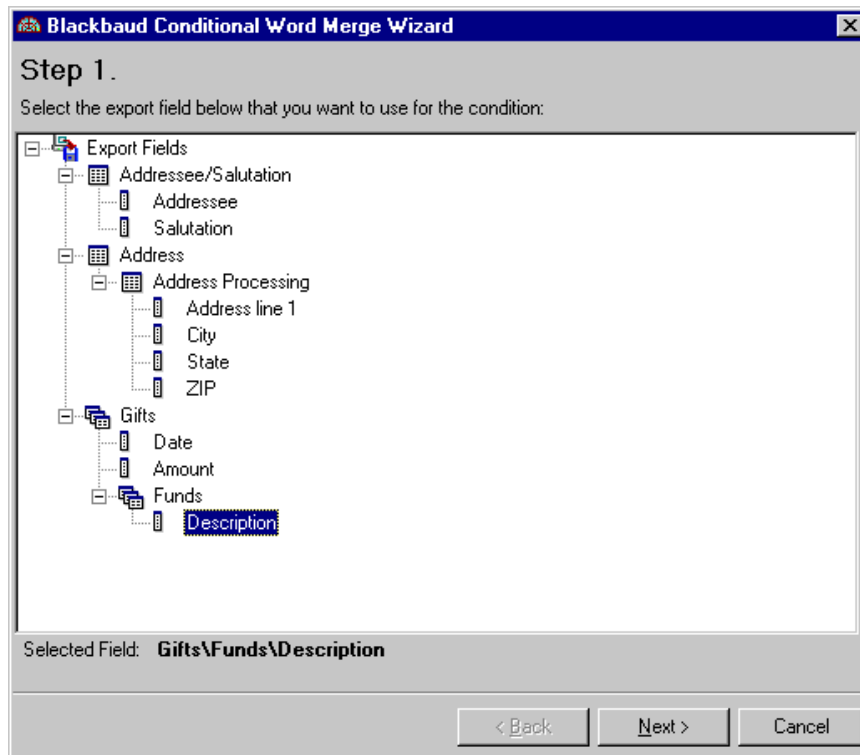 Blackbaud Conditional Word Merge Wizard
Step 1.
Select the export field below that you want to use for the condition:
Export Fields
Addressee/Salutation
Addressee
Salutation
Address
Address Processing
Address line 1
City
State
ZIP
Gifts
Date
Amount
Funds
Description
Selected Field: Gifts\Funds\Description
< Back Next > Cancel